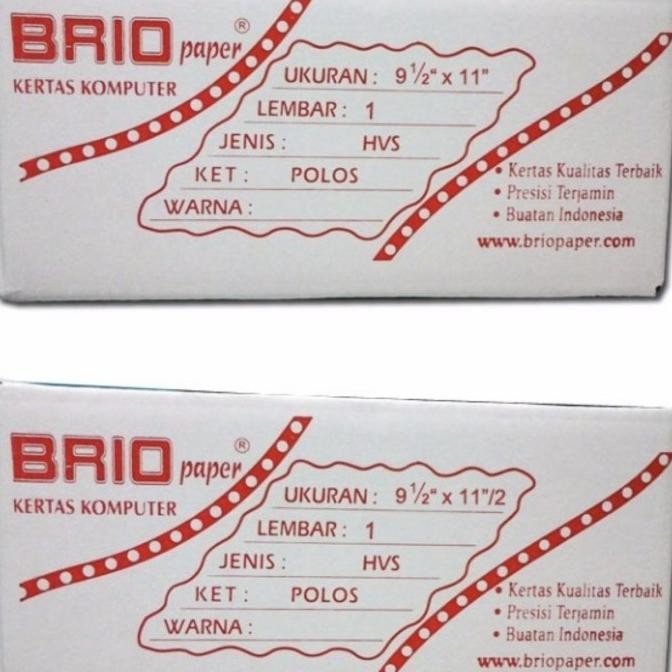 BRIO paper ®
KERTAS KOMPUTER
UKURAN : 9 1/2" x 11"
LEMBAR : 1
JENIS : HVS
KET : POLOS
WARNA :
• Kertas Kualitas Terbaik
• Presisi Terjamin
• Buatan Indonesia
www.briopaper.com
BRIO paper ®
KERTAS KOMPUTER
UKURAN : 9 1/2" x 11"/2
LEMBAR : 1
JENIS : HVS
KET : POLOS
WARNA :
• Kertas Kualitas Terbaik
• Presisi Terjamin
• Buatan Indonesia
www.briopaper.com